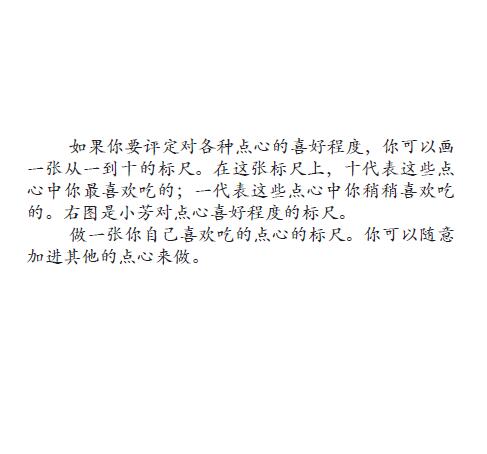 如果你要评定对各种点心的喜好程度，你可以画
一张从一到十的标尺。在这张标尺上，十代表这些点
心中你最喜欢吃的；一代表这些点心中你稍稍喜欢吃
的。右图是小芳对点心喜好程度的标尺。
做一张你自己喜欢吃的点心的标尺。你可以随意
加进其他的点心来做。